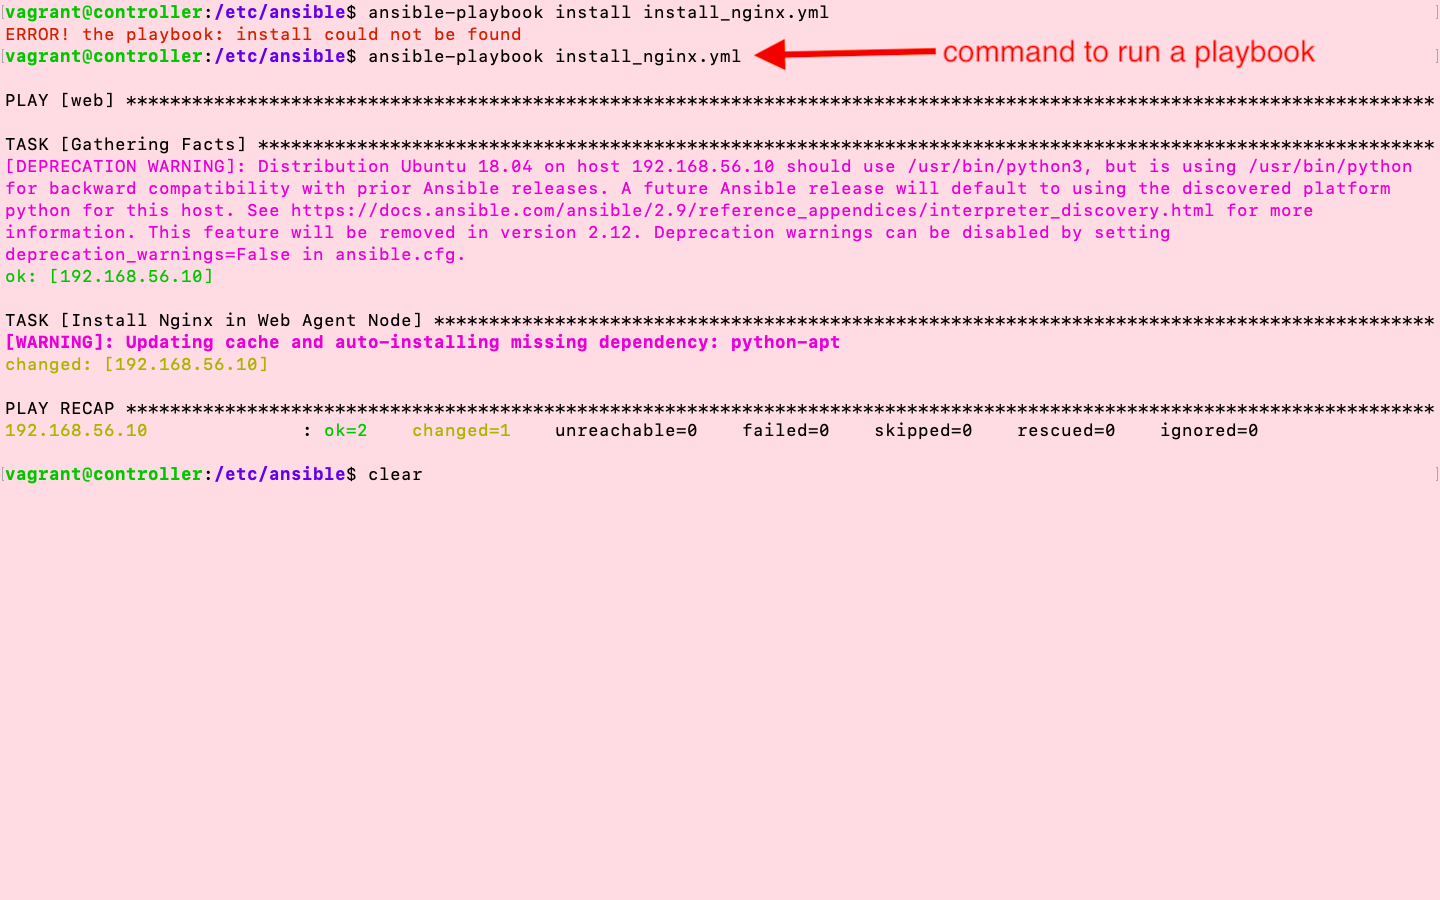 vagrant@controller:/etc/ansible$ ansible-playbook install install_nginx.yml
ERROR! the playbook: install could not be found
vagrant@controller:/etc/ansible$ ansible-playbook install_nginx.yml
command to run a playbook
PLAY [web] ***********************************************************************************************************************
TASK [Gathering Facts] ***********************************************************************************************************
[DEPRECATION WARNING]: Distribution Ubuntu 18.04 on host 192.168.56.10 should use /usr/bin/python3, but is using /usr/bin/python
for backward compatibility with prior Ansible releases. A future Ansible release will default to using the discovered platform
python for this host. See https://docs.ansible.com/ansible/2.9/reference_appendices/interpreter_discovery.html for more
information. This feature will be removed in version 2.12. Deprecation warnings can be disabled by setting
deprecation_warnings=False in ansible.cfg.
ok: [192.168.56.10]
TASK [Install Nginx in Web Agent Node] *******************************************************************************************
[WARNING]: Updating cache and auto-installing missing dependency: python-apt
changed: [192.168.56.10]
PLAY RECAP ***********************************************************************************************************************
192.168.56.10              : ok=2    changed=1    unreachable=0    failed=0    skipped=0    rescued=0    ignored=0
vagrant@controller:/etc/ansible$ clear